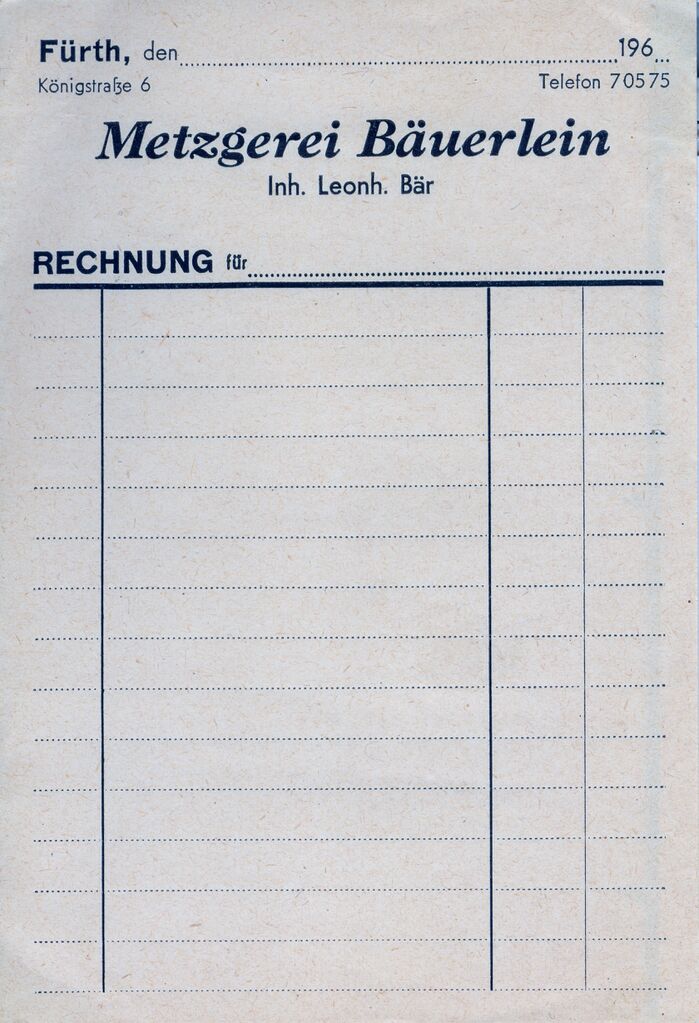 Fürth, den 196
Königstraße 6 Telefon 70575
Metzgerei Bäuerlein
Inh. Leonh. Bär
RECHNUNG für